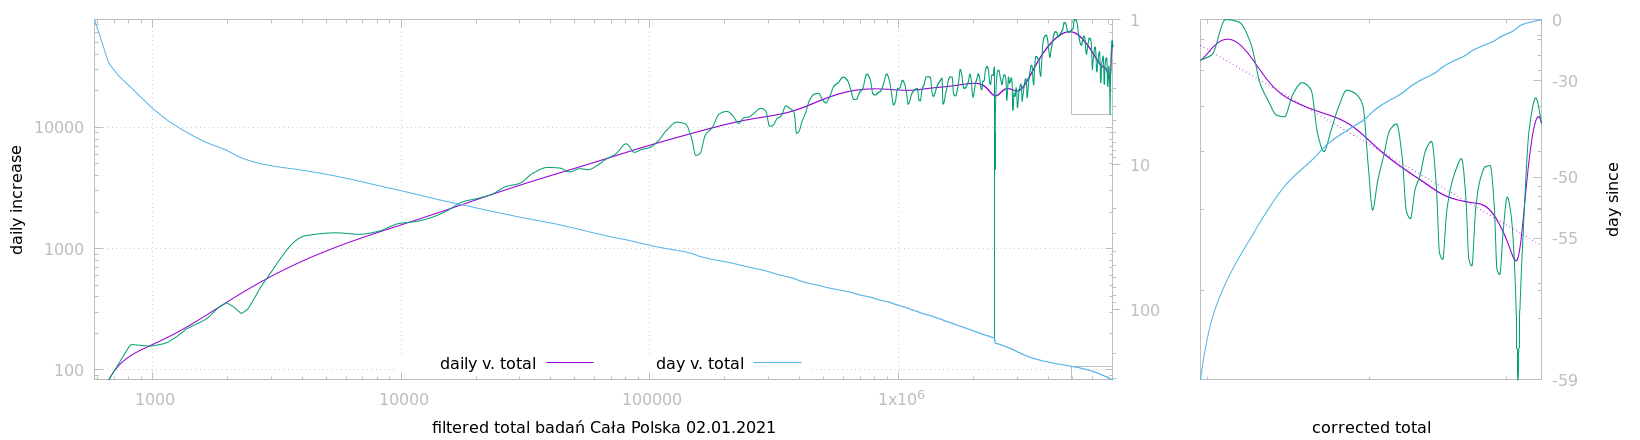 daily increase
10000
1000
100
1000
10000
100000
1x10⁶
1
10
100
daily v. total
day v. total
filtered total badań Cała Polska 02.01.2021
0
-30
-50
-55
-59
day since
corrected total